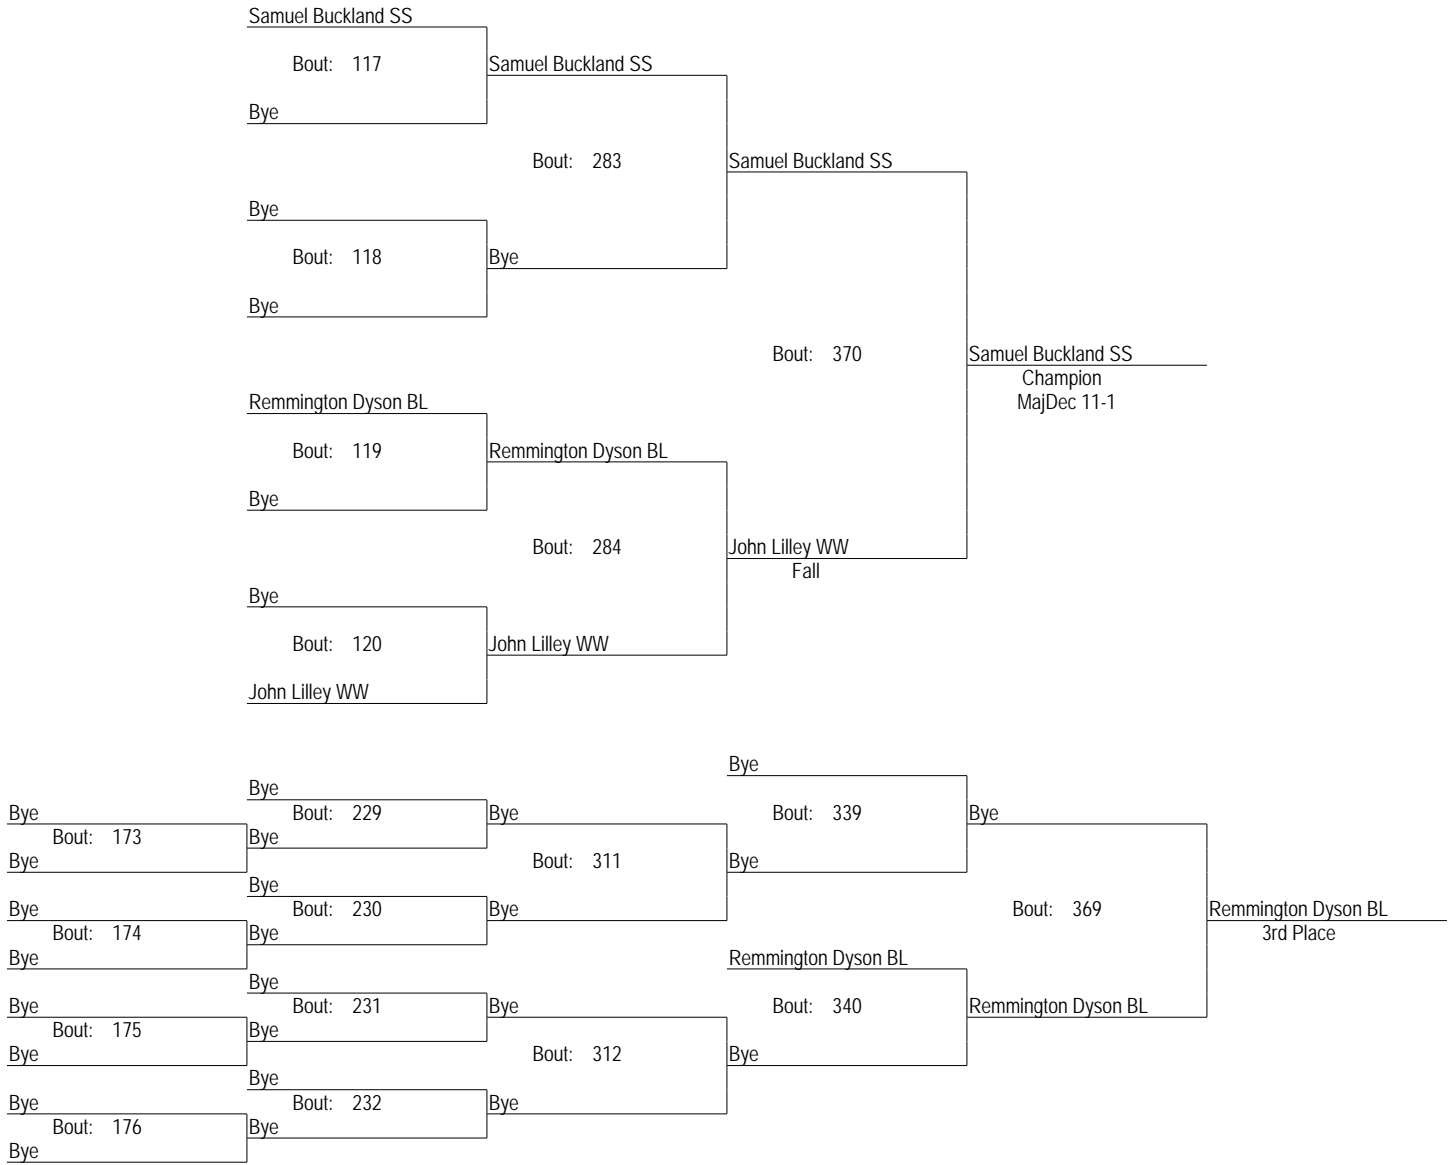 Samuel Buckland SS
Bout: 117 Samuel Buckland SS
Bye
Bout: 283 Samuel Buckland SS
Bye
Bout: 118 Bye
Bye
Bout: 370 Samuel Buckland SS
Champion
Remmington Dyson BL MajDec 11-1
Bout: 119 Remmington Dyson BL
Bye
Bout: 284 John Lilley WW
Fall
Bye
Bout: 120 John Lilley WW
John Lilley WW
Bye
Bye
Bye Bout: 229 Bye Bout: 339 Bye
Bout: 173 Bye
Bye Bout: 311 Bye
Bye
Bye Bout: 230 Bye Bout: 369 Remmington Dyson BL
Bout: 174 Bye 3rd Place
Bye Remmington Dyson BL
Bye
Bye Bout: 231 Bye Bout: 340 Remmington Dyson BL
Bout: 175 Bye
Bye Bout: 312 Bye
Bye
Bye Bout: 232 Bye
Bout: 176 Bye
Bye